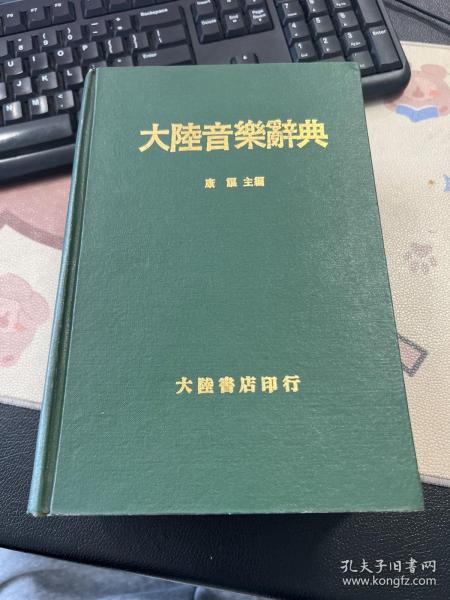 大陸音樂辭典
康 謳 主編
大陸書店印行
孔夫子旧书网
www.kongfz.com